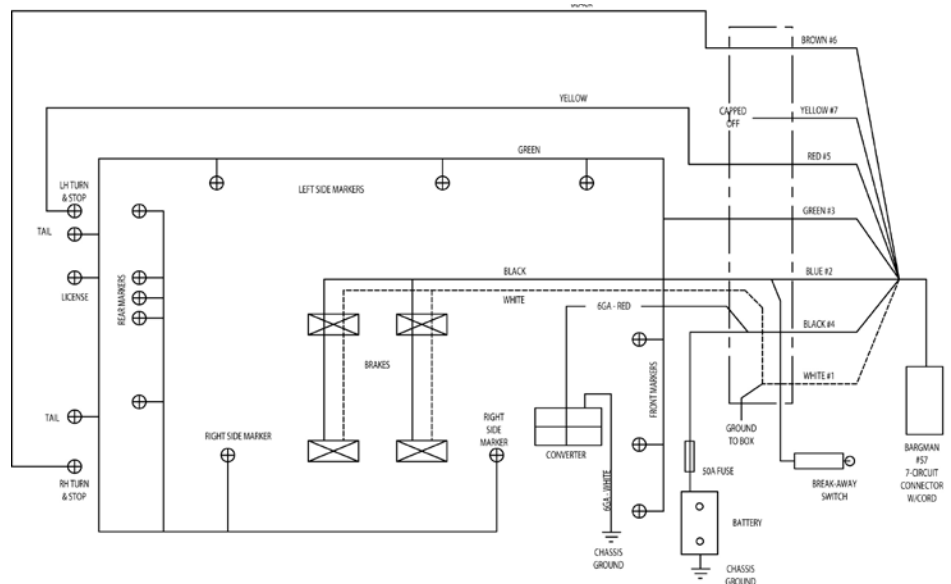 BROWN #6
YELLOW
CAPPED
OFF
YELLOW #7
GREEN
RED #5
LH TURN
& STOP
LEFT SIDE MARKERS
TAIL
GREEN #3
LICENSE
REAR MARKERS
BLACK
BLUE #2
WHITE
6GA - RED
BLACK #4
BRAKES
FRONT MARKERS
WHITE #1
TAIL
RIGHT SIDE MARKER
RIGHT
SIDE
MARKER
CONVERTER
GROUND
TO BOX
BARGMAN
#57
7-CIRCUIT
CONNECTOR
W/CORD
RH TURN
& STOP
6GA - WHITE
50A FUSE
BREAK-AWAY
SWITCH
BATTERY
CHASSIS
GROUND
CHASSIS
GROUND